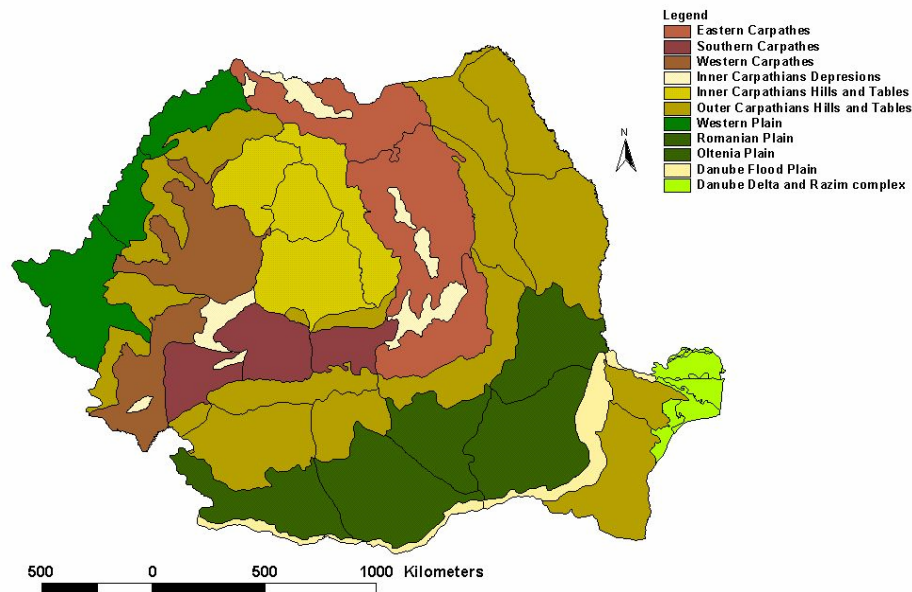 Legend
Eastern Carpathes
Southern Carpathes
Western Carpathes
Inner Carpathians Depresions
Inner Carpathians Hills and Tables
Outer Carpathians Hills and Tables
Western Plain
Romanian Plain
Oltenia Plain
Danube Flood Plain
Danube Delta and Razim complex
N
500 0 500 1000 Kilometers